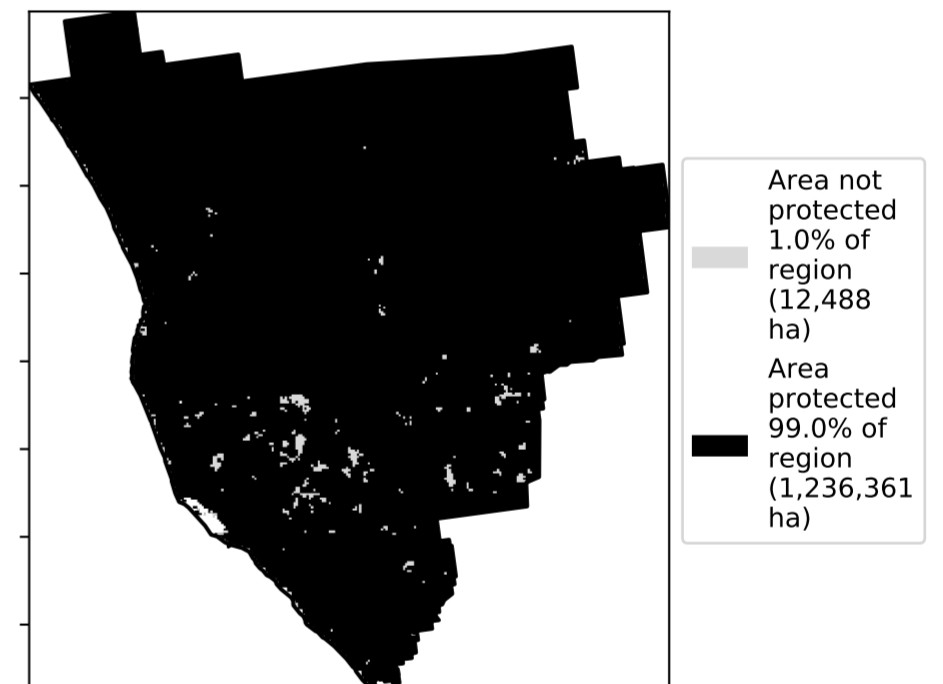 Area not
protected
1.0% of
region
(12,488
ha)
Area
protected
99.0% of
region
(1,236,361
ha)